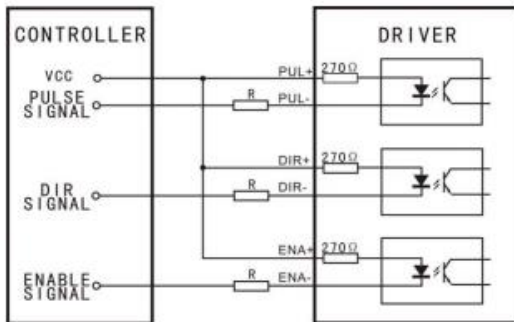 CONTROLLER
DRIVER
VCC
PUL+
270Ω
PULSE
SIGNAL
R
PUL-
DIR+
270Ω
DIR
SIGNAL
R
DIR-
ENA+
270Ω
ENABLE
SIGNAL
R
ENA-